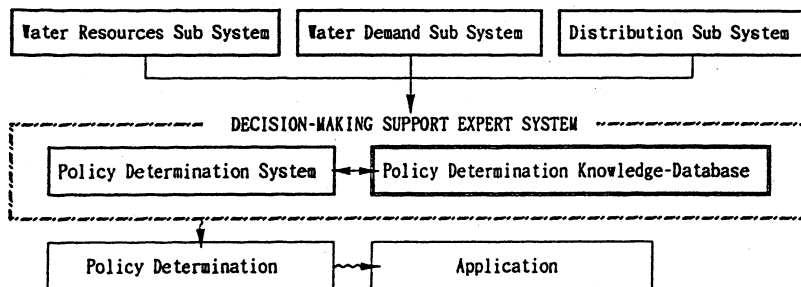 Water Resources Sub System
Water Demand Sub System
Distribution Sub System
DECISION-MAKING SUPPORT EXPERT SYSTEM
Policy Determination System
Policy Determination Knowledge-Database
Policy Determination
Application